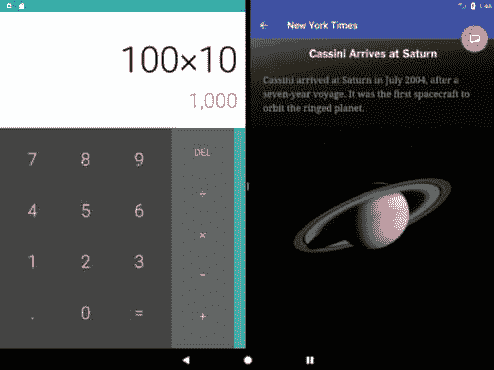 100×10
1,000
7 8 9 DEL
÷
4 5 6
×
1 2 3
−
. 0 = +
New York Times
Cassini Arrives at Saturn
Cassini arrived at Saturn in July 2004, after a
seven-year voyage. It was the first spacecraft to
orbit the ringed planet.